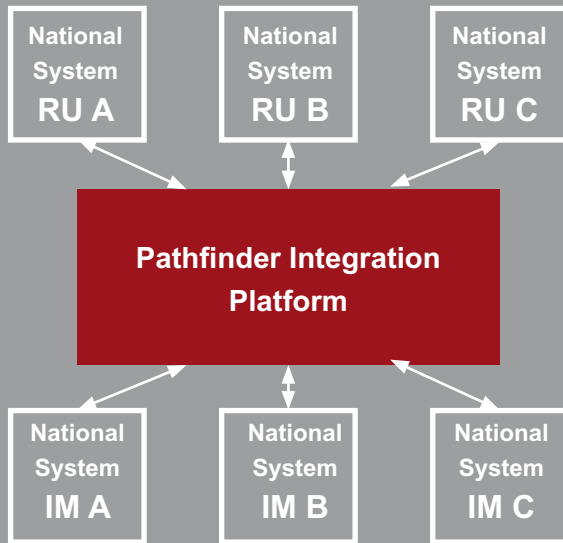 National
System
RU A
National
System
RU B
National
System
RU C
Pathfinder Integration
Platform
National
System
IM A
National
System
IM B
National
System
IM C